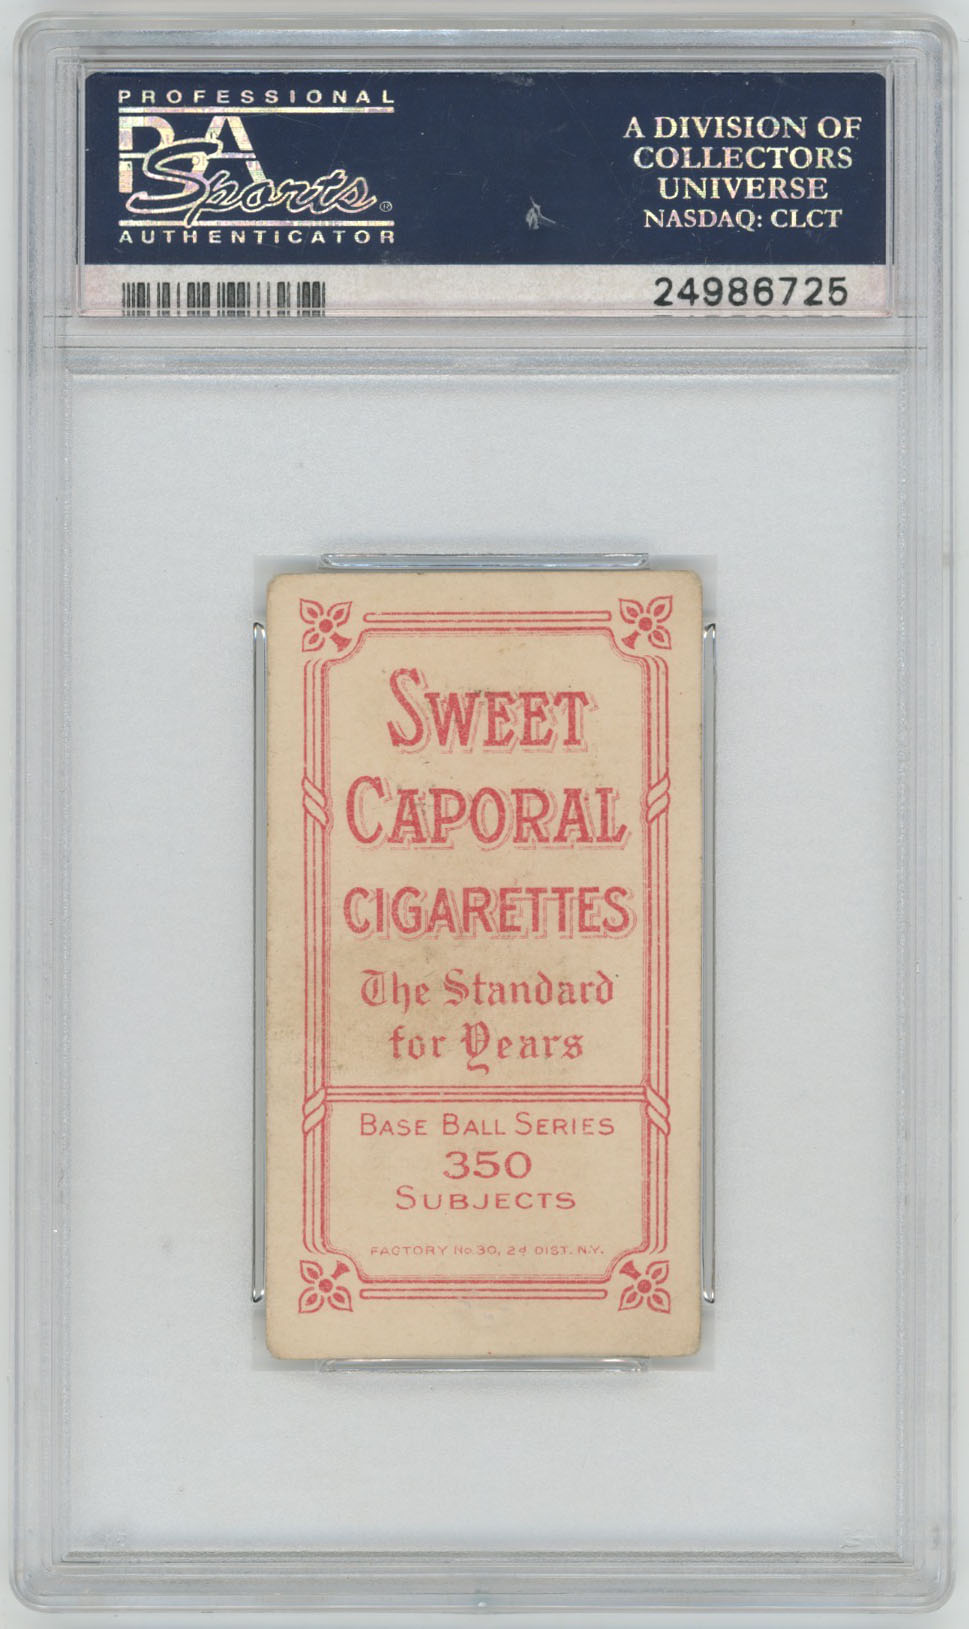 PROFESSIONAL
PSA
Sports®
AUTHENTICATOR
A DIVISION OF
COLLECTORS
UNIVERSE
NASDAQ: CLCT
24986725
SWEET
CAPORAL
CIGARETTES
The Standard
for Years
BASE BALL SERIES
350
SUBJECTS
FACTORY No. 30, 2d DIST. N.Y.